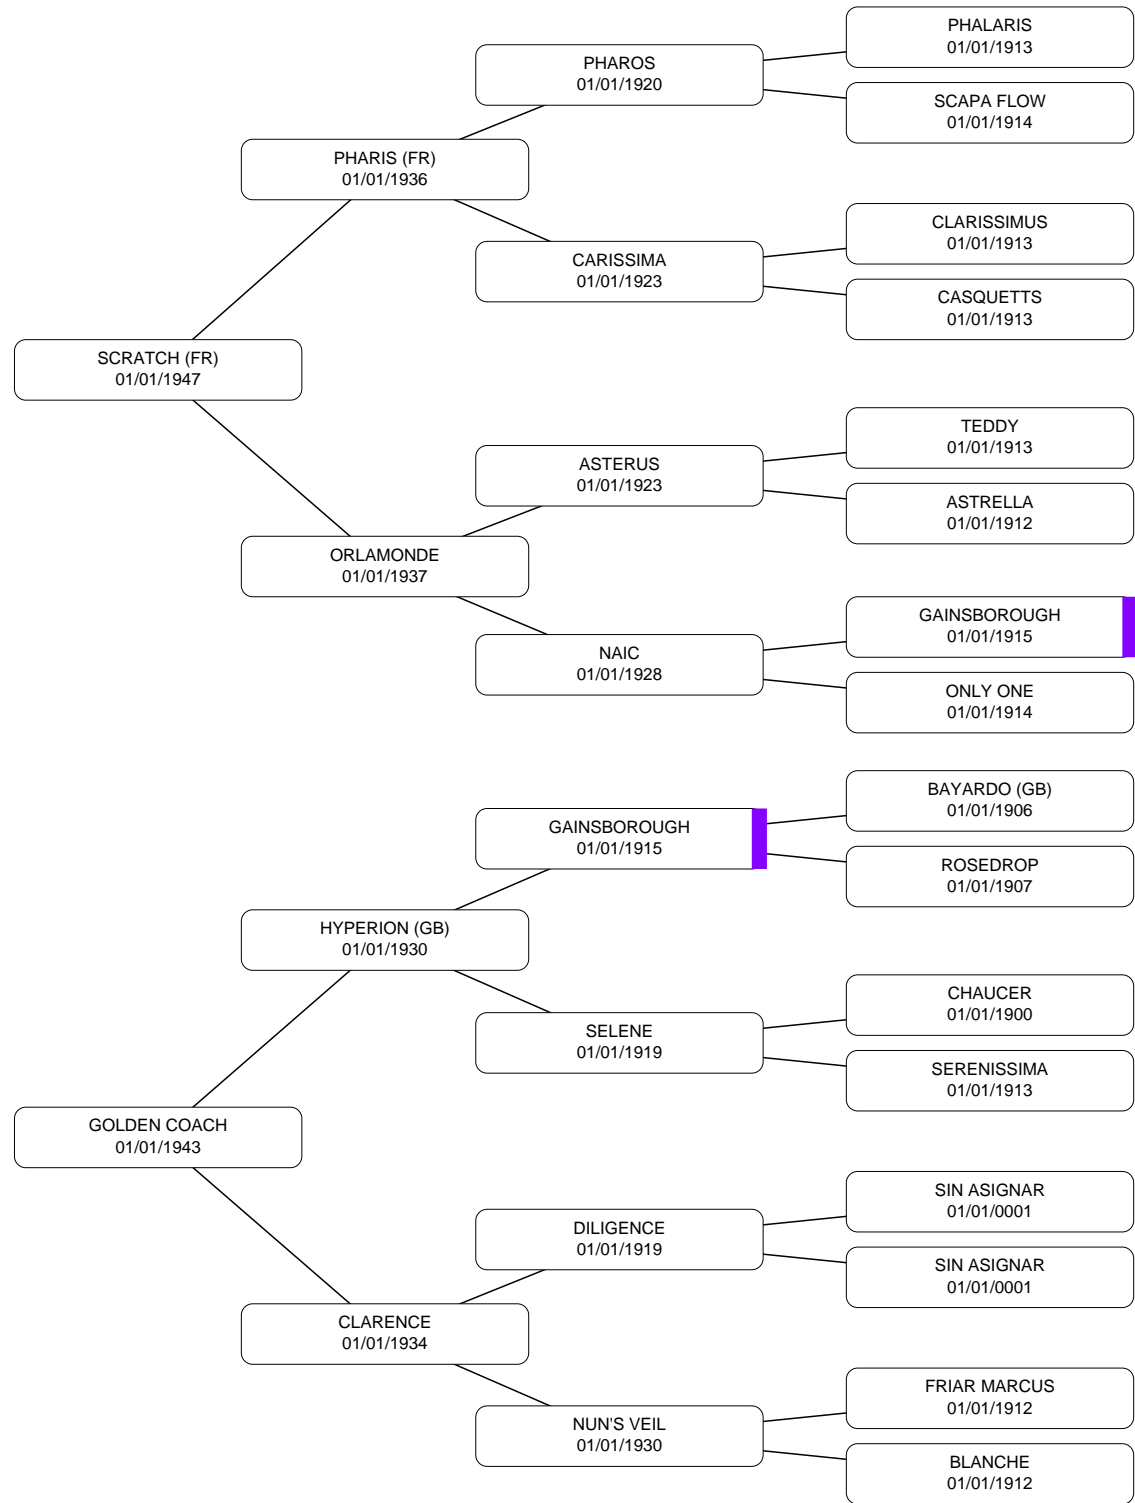 PHALARIS
01/01/1913
PHAROS
01/01/1920
SCAPA FLOW
01/01/1914
PHARIS (FR)
01/01/1936
CLARISSIMUS
01/01/1913
CARISSIMA
01/01/1923
CASQUETTS
01/01/1913
SCRATCH (FR)
01/01/1947
TEDDY
01/01/1913
ASTERUS
01/01/1923
ASTRELLA
01/01/1912
ORLAMONDE
01/01/1937
GAINSBOROUGH
01/01/1915
NAIC
01/01/1928
ONLY ONE
01/01/1914
BAYARDO (GB)
01/01/1906
GAINSBOROUGH
01/01/1915
ROSEDROP
01/01/1907
HYPERION (GB)
01/01/1930
CHAUCER
01/01/1900
SELENE
01/01/1919
SERENISSIMA
01/01/1913
GOLDEN COACH
01/01/1943
SIN ASIGNAR
01/01/0001
DILIGENCE
01/01/1919
SIN ASIGNAR
01/01/0001
CLARENCE
01/01/1934
FRIAR MARCUS
01/01/1912
NUN'S VEIL
01/01/1930
BLANCHE
01/01/1912